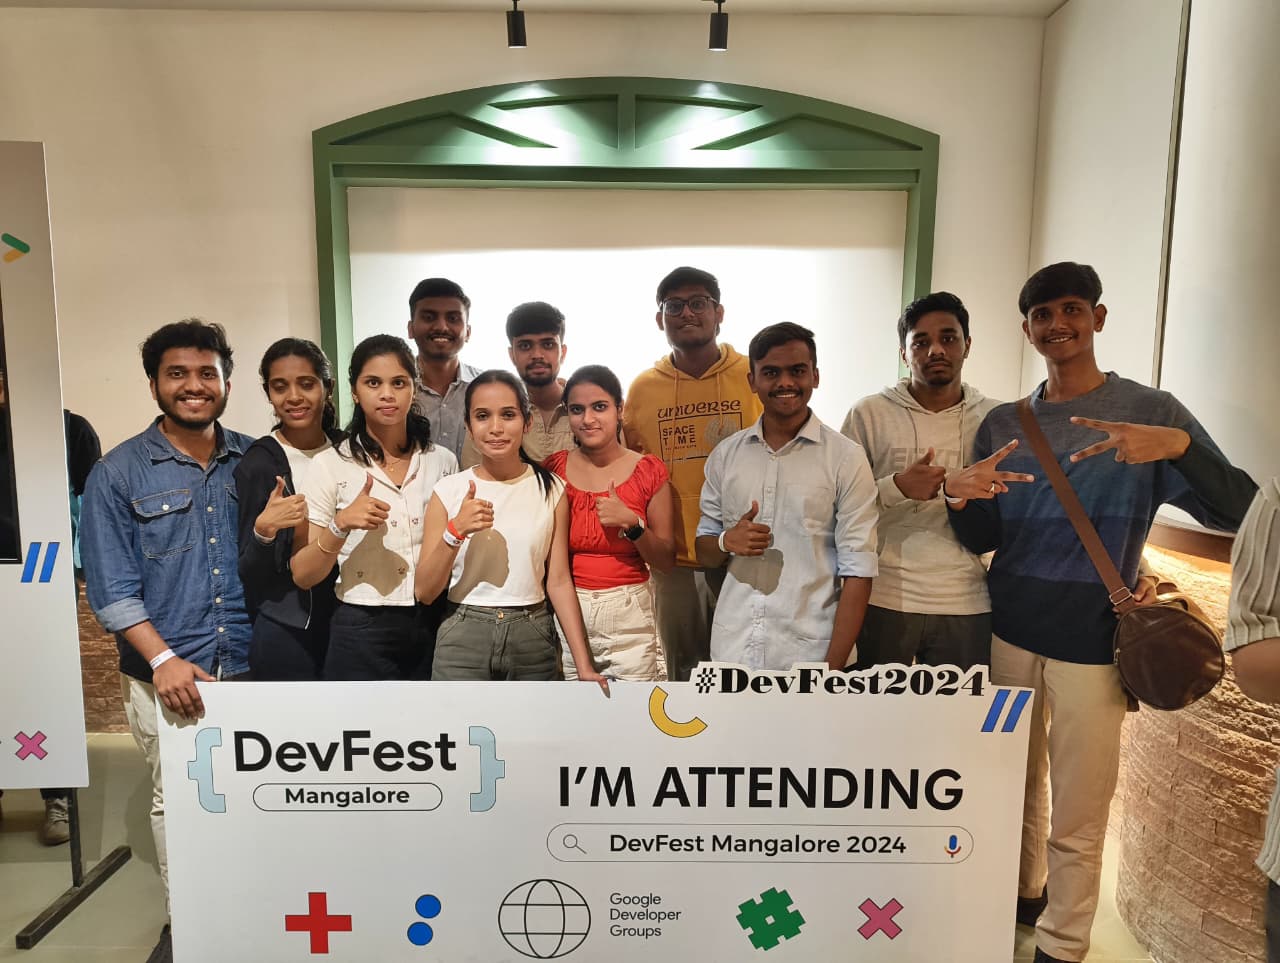 UNIVERSE
SPACE
TIME
#DevFest2024
{ DevFest }
Mangalore
I'M ATTENDING
DevFest Mangalore 2024
Google
Developer
Groups